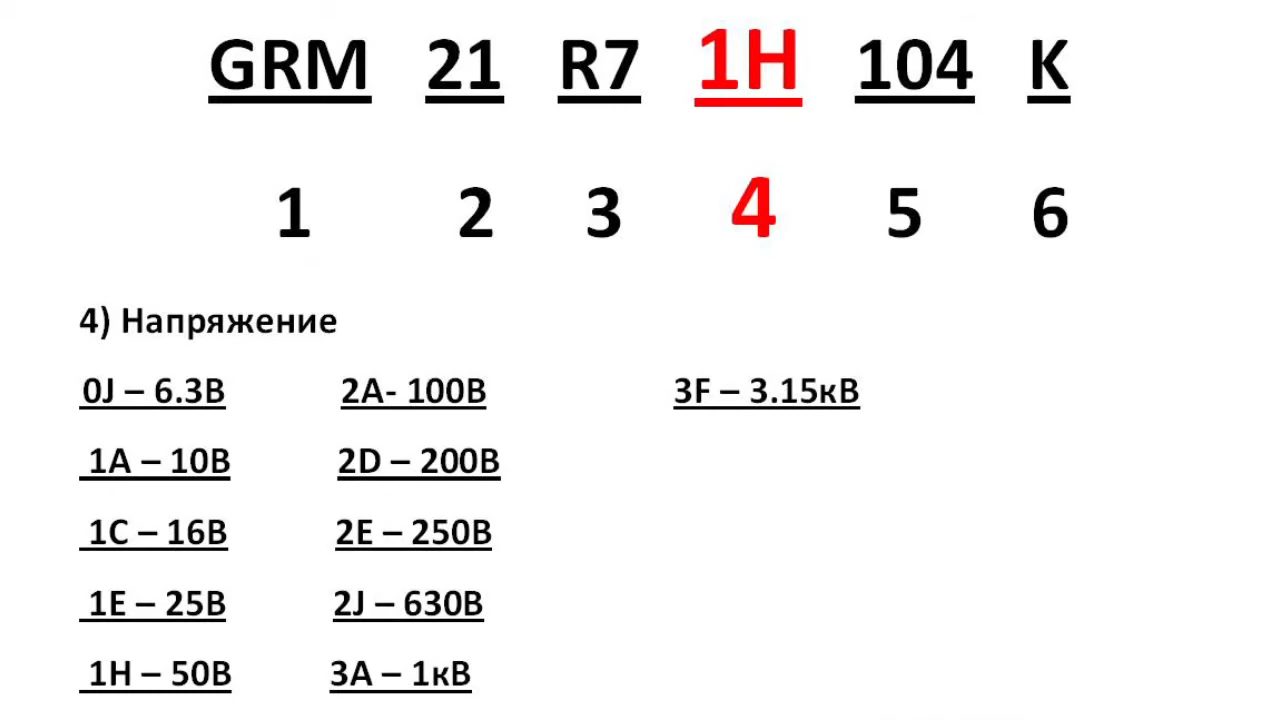 GRM 21 R7 1H 104 K
1 2 3 4 5 6
4) Напряжение
0J – 6.3В 2A- 100В 3F – 3.15кВ
1A – 10В 2D – 200В
1C – 16В 2E – 250В
1E – 25В 2J – 630В
1H – 50В 3A – 1кВ